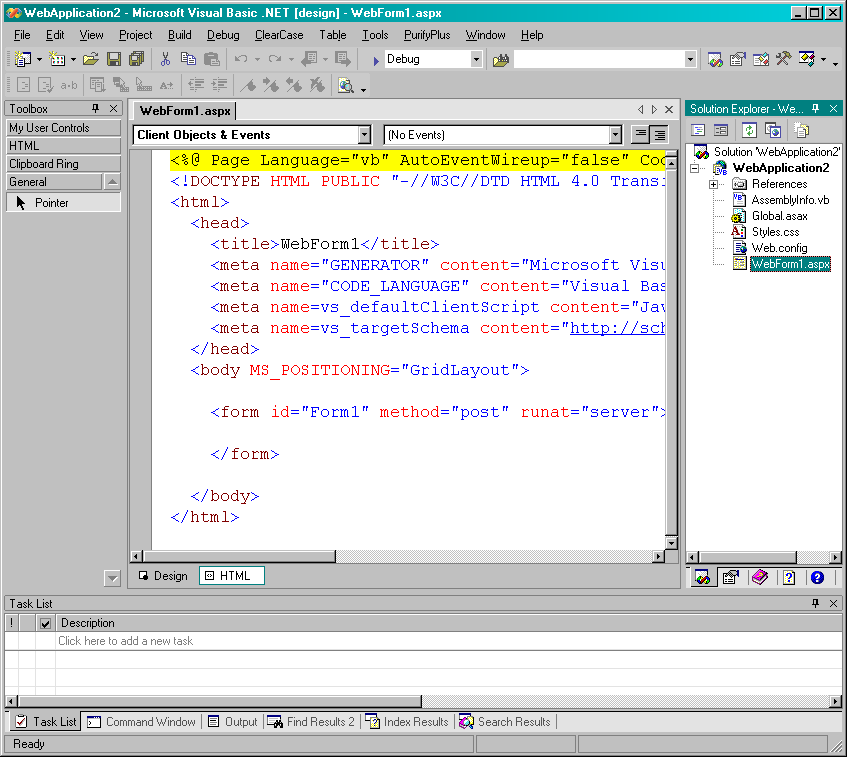 WebApplication2 - Microsoft Visual Basic .NET [design] - WebForm1.aspx
File Edit View Project Build Debug ClearCase Table Tools PurifyPlus Window Help
Debug
a-b
A±
Toolbox
My User Controls
HTML
Clipboard Ring
General
Pointer
WebForm1.aspx
Client Objects & Events
(No Events)
<%@ Page Language="vb" AutoEventWireup="false" Coc
<!DOCTYPE HTML PUBLIC "-//W3C//DTD HTML 4.0 Transi
<html>
<head>
<title>WebForm1</title>
<meta name="GENERATOR" content="Microsoft Visu
<meta name="CODE_LANGUAGE" content="Visual Bas
<meta name=vs_defaultClientScript content="Jav
<meta name=vs_targetSchema content="http://sch
</head>
<body MS_POSITIONING="GridLayout">
<form id="Form1" method="post" runat="server">
</form>
</body>
</html>
Design
HTML
Solution Explorer - We...
Solution 'WebApplication2'
WebApplication2
References
AssemblyInfo.vb
Global.asax
Styles.css
Web.config
WebForm1.aspx
Task List
! Description
Click here to add a new task
Task List Command Window Output Find Results 2 Index Results Search Results
Ready